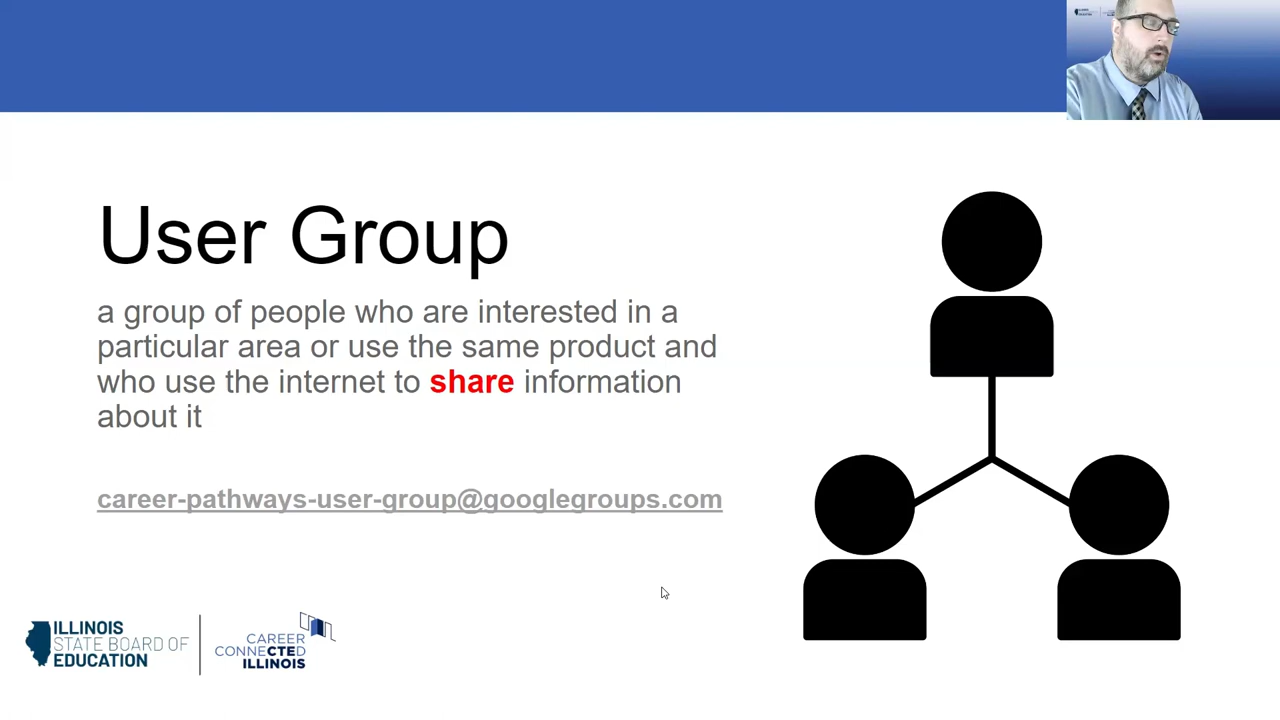 User Group
a group of people who are interested in a
particular area or use the same product and
who use the internet to share information
about it
career-pathways-user-group@googlegroups.com
ILLINOIS
STATE BOARD OF
EDUCATION
CAREER
CONNECTED
ILLINOIS